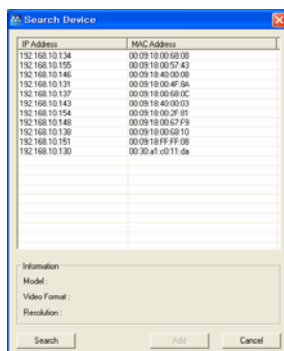 Search Device
IP Address MAC Address
192.168.10.134 00:09:18:00:68:08
192.168.10.155 00:09:18:00:57:43
192.168.10.146 00:09:18:40:00:08
192.168.10.131 00:09:18:00:4F:8A
192.168.10.137 00:09:18:00:68:0C
192.168.10.143 00:09:18:40:00:03
192.168.10.154 00:09:18:00:2F:81
192.168.10.148 00:09:18:00:67:F9
192.168.10.138 00:09:18:00:68:10
192.168.10.151 00:09:18:FF:FF:08
192.168.10.130 00:30:a1:c0:11:da
Information
Model :
Video Format :
Resolution :
Search Add Cancel